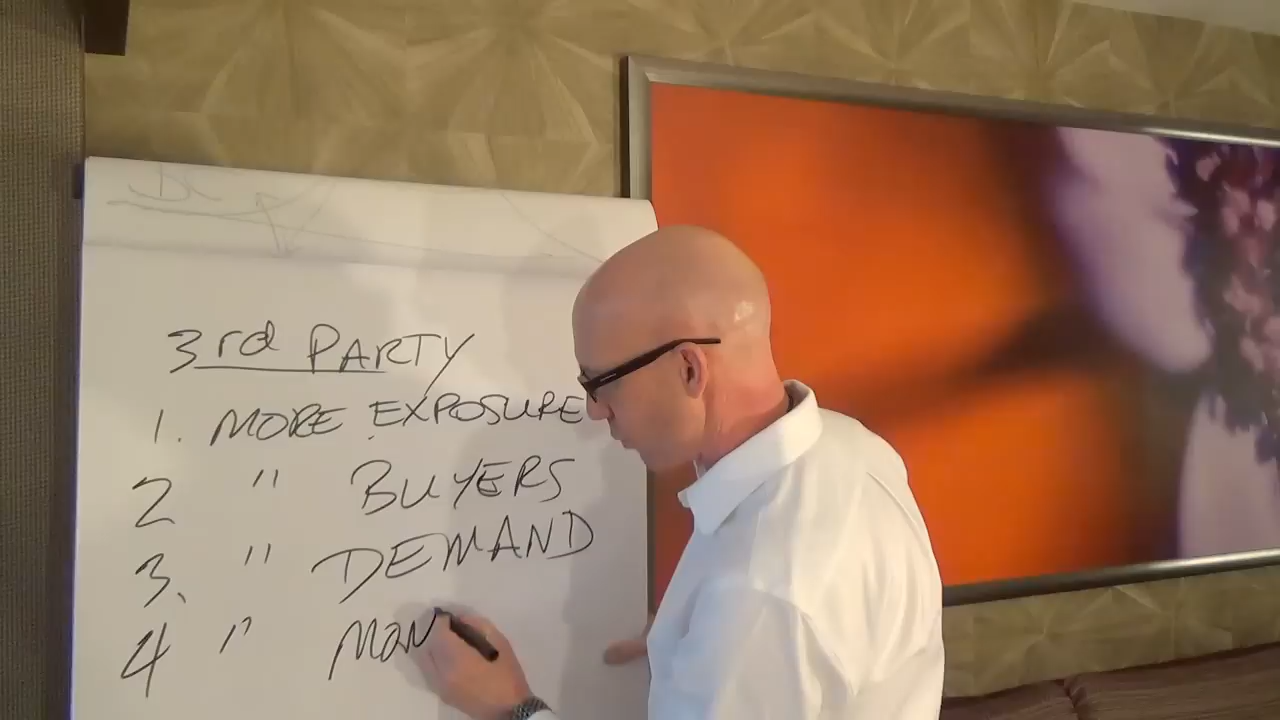 3rd PARTY
1. MORE EXPOSURE
2 " BUYERS
3. " DEMAND
4 " MON